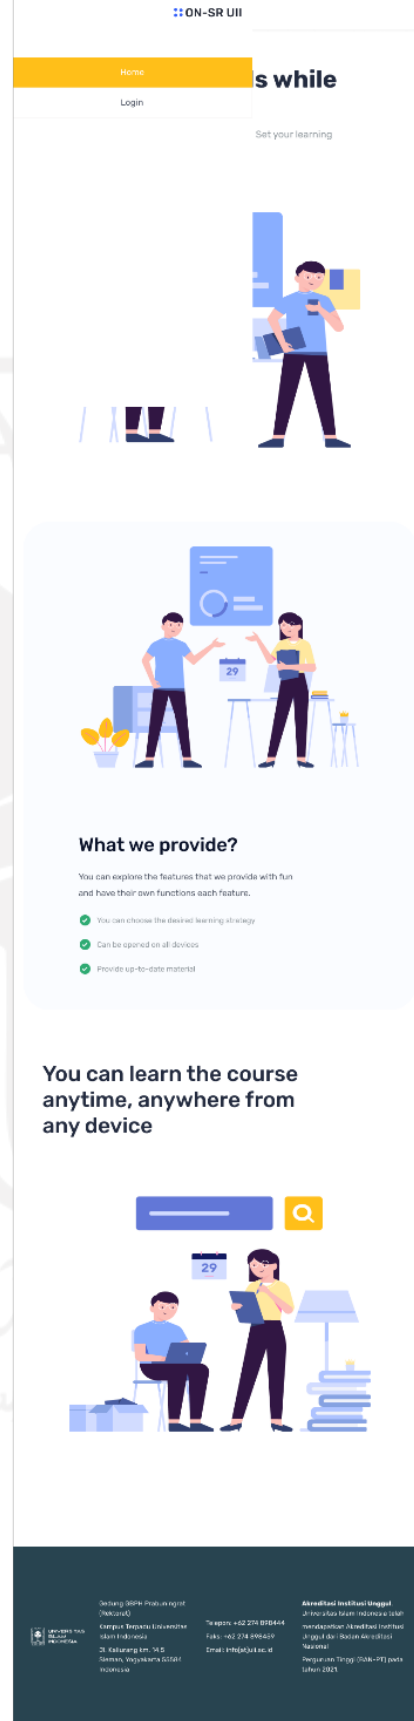 ON-SR UII
Home
Login
s while
Set your learning
29
What we provide?
You can explore the features that we provide with fun
and have their own functions each feature.
You can choose the desired learning strategy
Can be opened on all devices
Provide up-to-date material
You can learn the course
anytime, anywhere from
any device
29
UNIVERSITAS
ISLAM
INDONESIA
Gedung GBPH Prabuningrat
(Rektorat)
Kampus Terpadu Universitas
Islam Indonesia
Jl. Kaliurang km. 14.5
Sleman, Yogyakarta 55584
Indonesia
Telepon: +62 274 898444
Faks: +62 274 898459
Email: info[at]uii.ac.id
Akreditasi Institusi Unggul
Universitas Islam Indonesia telah
mendapatkan Akreditasi Institusi
Unggul dari Badan Akreditasi
Nasional
Perguruan Tinggi (BAN-PT) pada
tahun 2021